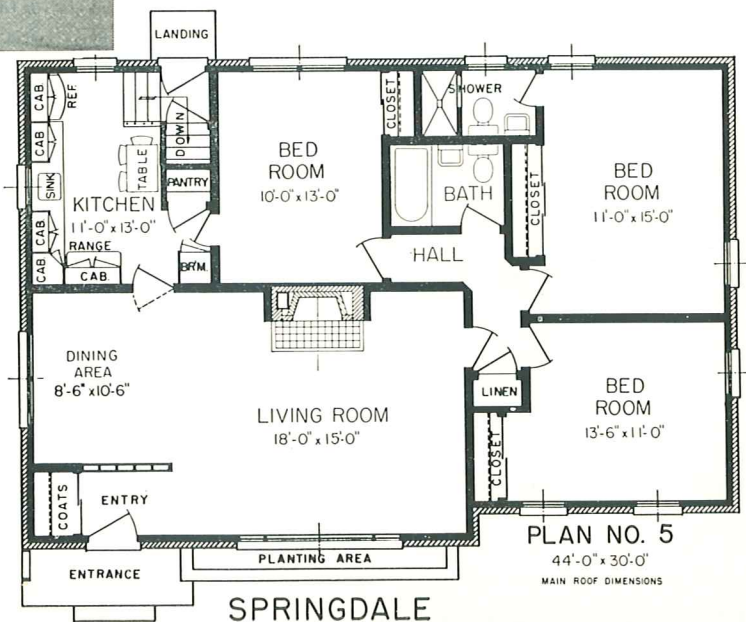 LANDING
CAB.
REF.
CAB.
SINK
CAB.
CAB.
KITCHEN
11'-0" x 13'-0"
RANGE
CAB.
TABLE
DOWN
PANTRY
BR'M.
BED
ROOM
10'-0" x 13'-0"
CLOSET
SHOWER
BATH
HALL
CLOSET
BED
ROOM
11'-0" x 15'-0"
DINING
AREA
8'-6" x 10'-6"
LIVING ROOM
18'-0" x 15'-0"
LINEN
CLOSET
BED
ROOM
13'-6" x 11'-0"
COATS
ENTRY
ENTRANCE
PLANTING AREA
PLAN NO. 5
44'-0" x 30'-0"
MAIN ROOF DIMENSIONS
SPRINGDALE